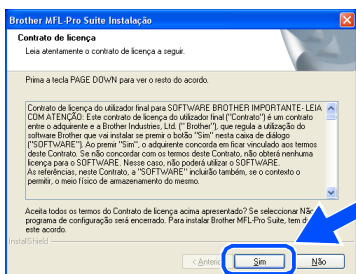 Brother MFL-Pro Suite Instalação
Contrato de licença
Leia atentamente o contrato de licença a seguir.
Prima a tecla PAGE DOWN para ver o resto do acordo.
Contrato de licença do utilizador final para SOFTWARE BROTHER IMPORTANTE- LEIA
COM ATENÇÃO: Este contrato de licença do utilizador final ("Contrato") é um contrato
entre o adquirente e a Brother Industries, Ltd. (" Brother"), que regula a utilização do
software Brother que vai instalar se premir o botão "Sim" nesta caixa de diálogo
("SOFTWARE"). Ao premir "Sim", o adquirente concorda em ficar vinculado aos termos
deste Contrato. Se não concordar com os termos deste Contrato, não obterá nenhuma
licença para o SOFTWARE. Nesse caso, não poderá utilizar o SOFTWARE.
As referências, neste Contrato, a "SOFTWARE" incluirão também, se o contexto o
permitir, o meio físico de armazenamento do mesmo.
Aceita todos os termos do Contrato de licença acima apresentado? Se seleccionar Não
programa de configuração será encerrado. Para instalar Brother MFL-Pro Suite, tem d
este acordo.
InstallShield
< Anterio
Sim
Não